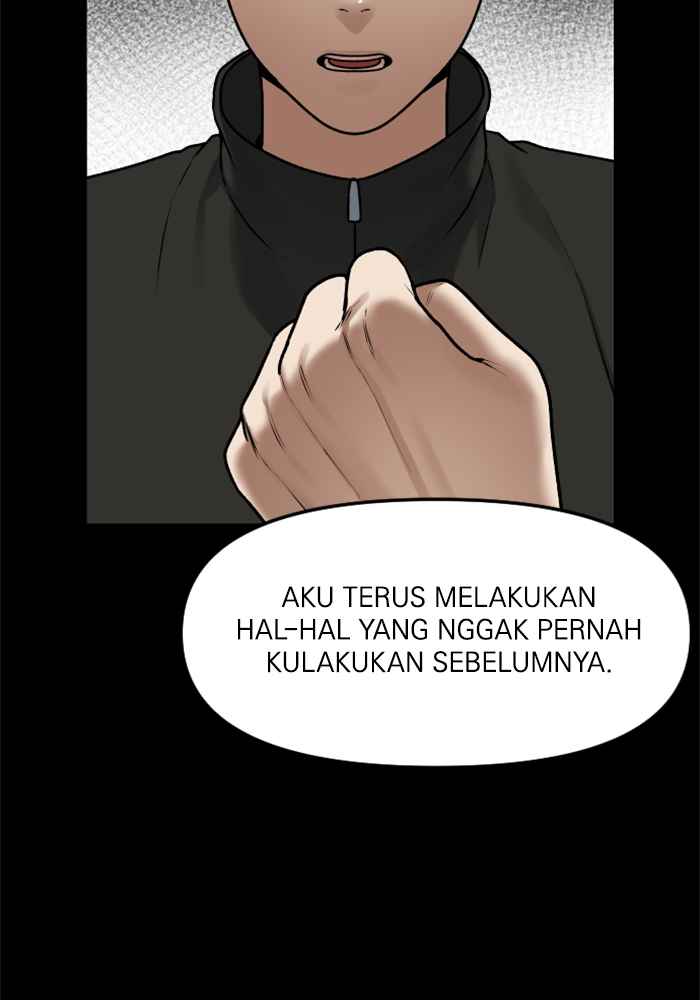 AKU TERUS MELAKUKAN
HAL-HAL YANG NGGAK PERNAH
KULAKUKAN SEBELUMNYA.